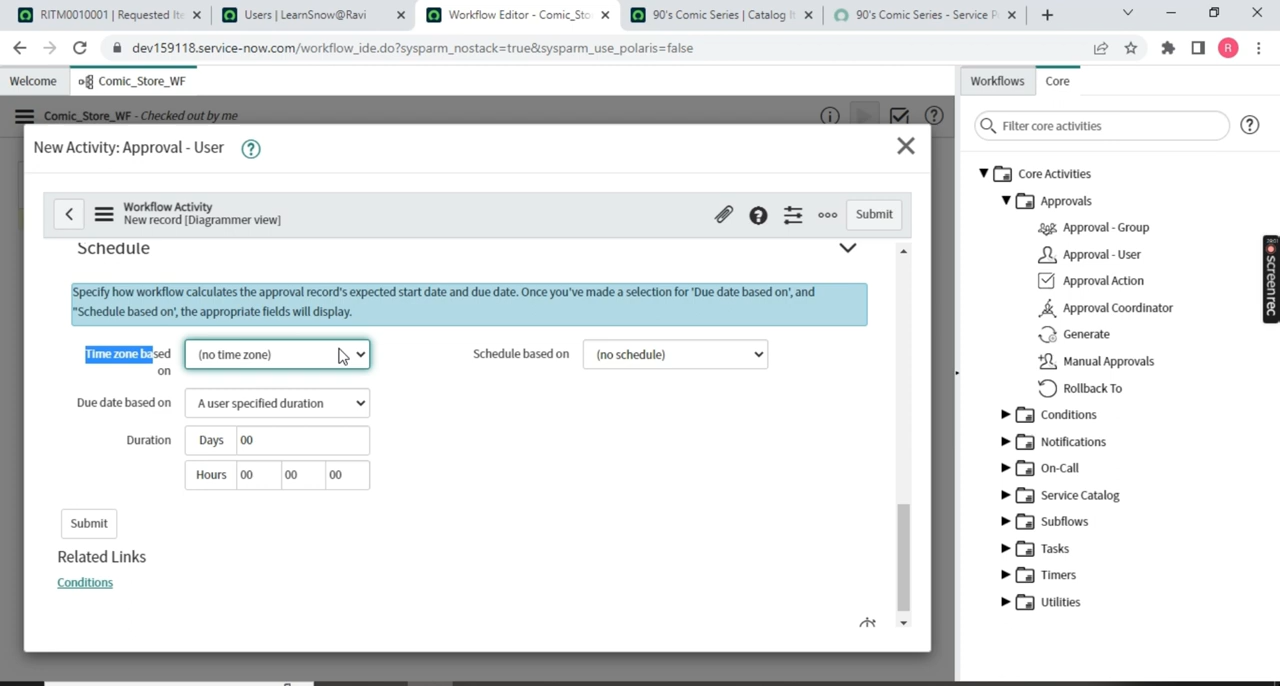 RITM0010001 | Requested Ite
Users | LearnSnow@Ravi
Workflow Editor - Comic_Sto
90's Comic Series | Catalog It
90's Comic Series - Service P
dev159118.service-now.com/workflow_ide.do?sysparm_nostack=true&sysparm_use_polaris=false
R
Welcome
Comic_Store_WF
Workflows
Core
Comic_Store_WF - Checked out by me
Filter core activities
New Activity: Approval - User
Workflow Activity
New record [Diagrammer view]
Submit
Schedule
Specify how workflow calculates the approval record's expected start date and due date. Once you've made a selection for 'Due date based on', and
"Schedule based on', the appropriate fields will display.
Time zone based
on
(no time zone)
Schedule based on
(no schedule)
Due date based on
A user specified duration
Duration
Days
00
Hours
00
00
00
Submit
Related Links
Conditions
Core Activities
Approvals
Approval - Group
Approval - User
Approval Action
Approval Coordinator
Generate
Manual Approvals
Rollback To
Conditions
Notifications
On-Call
Service Catalog
Subflows
Tasks
Timers
Utilities
screenrec